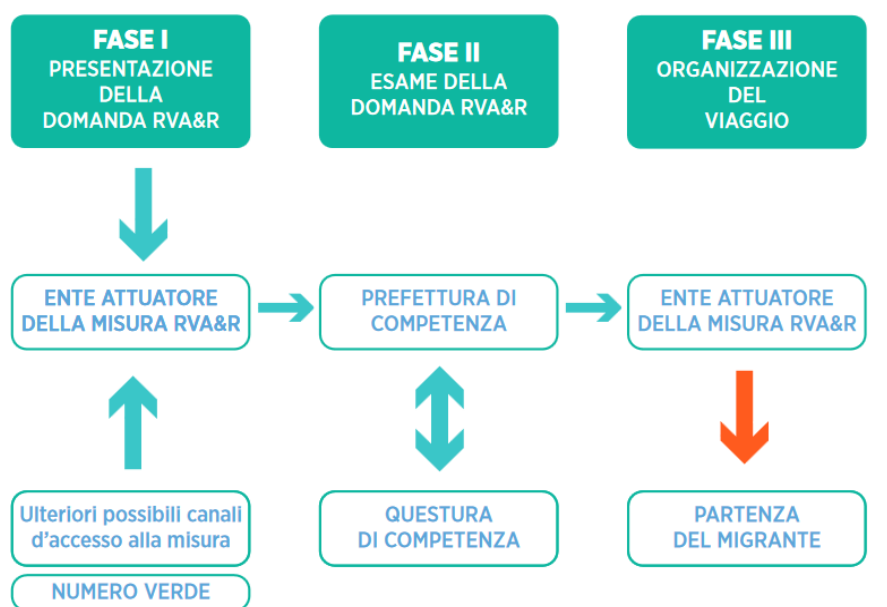 FASE I
PRESENTAZIONE
DELLA
DOMANDA RVA&R
FASE II
ESAME DELLA
DOMANDA RVA&R
FASE III
ORGANIZZAZIONE
DEL
VIAGGIO
ENTE ATTUATORE
DELLA MISURA RVA&R
PREFETTURA DI
COMPETENZA
ENTE ATTUATORE
DELLA MISURA RVA&R
Ulteriori possibili canali
d'accesso alla misura
NUMERO VERDE
QUESTURA
DI COMPETENZA
PARTENZA
DEL MIGRANTE